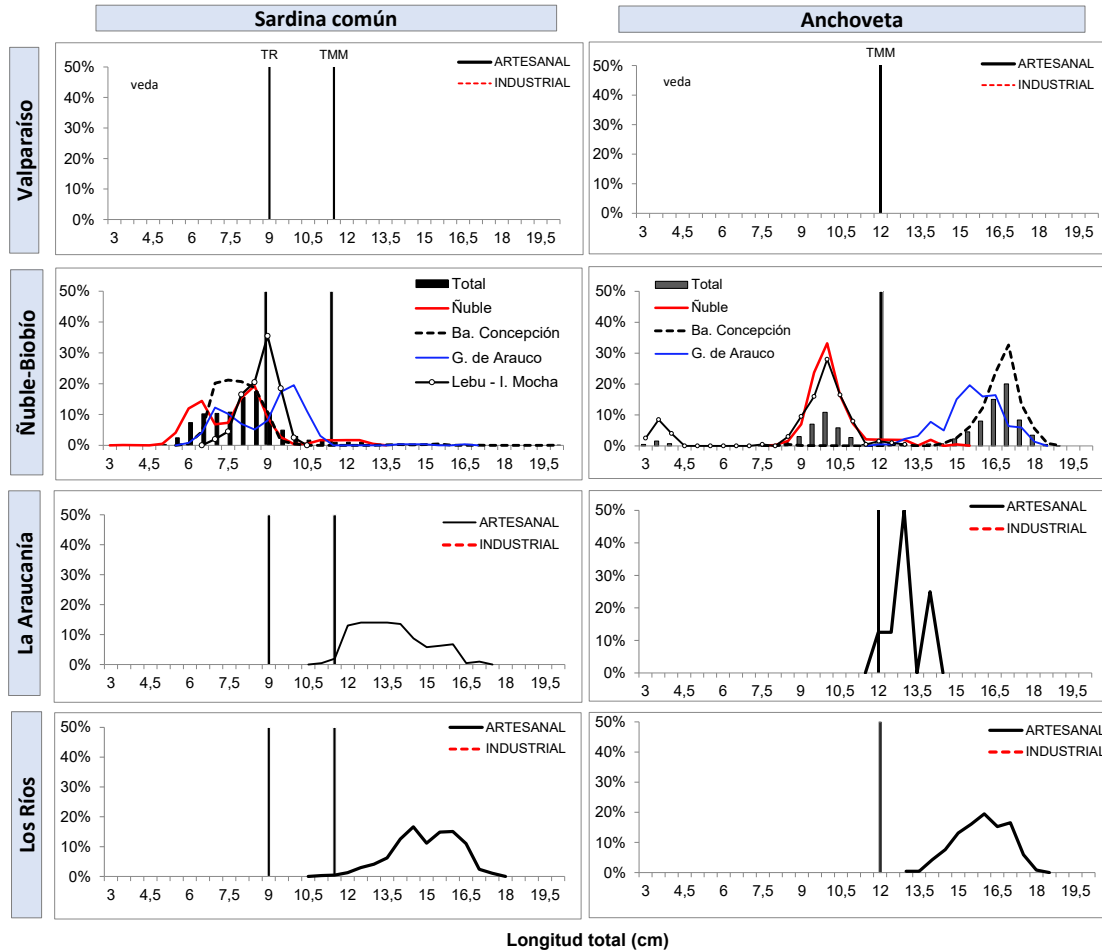 Sardina común
Anchoveta
Valparaíso
TR
TMM
veda
ARTESANAL
INDUSTRIAL
50%
40%
30%
20%
10%
0%
3 4,5 6 7,5 9 10,5 12 13,5 15 16,5 18 19,5
TMM
veda
ARTESANAL
INDUSTRIAL
50%
40%
30%
20%
10%
0%
3 4,5 6 7,5 9 10,5 12 13,5 15 16,5 18 19,5
Ñuble-Biobío
Total
Ñuble
Ba. Concepción
G. de Arauco
Lebu - I. Mocha
50%
40%
30%
20%
10%
0%
3 4,5 6 7,5 9 10,5 12 13,5 15 16,5 18 19,5
Total
Ñuble
Ba. Concepción
G. de Arauco
50%
40%
30%
20%
10%
0%
3 4,5 6 7,5 9 10,5 12 13,5 15 16,5 18 19,5
La Araucanía
ARTESANAL
INDUSTRIAL
50%
40%
30%
20%
10%
0%
3 4,5 6 7,5 9 10,5 12 13,5 15 16,5 18 19,5
ARTESANAL
INDUSTRIAL
50%
40%
30%
20%
10%
0%
3 4,5 6 7,5 9 10,5 12 13,5 15 16,5 18 19,5
Los Ríos
ARTESANAL
INDUSTRIAL
50%
40%
30%
20%
10%
0%
3 4,5 6 7,5 9 10,5 12 13,5 15 16,5 18 19,5
ARTESANAL
INDUSTRIAL
50%
40%
30%
20%
10%
0%
3 4,5 6 7,5 9 10,5 12 13,5 15 16,5 18 19,5
Longitud total (cm)